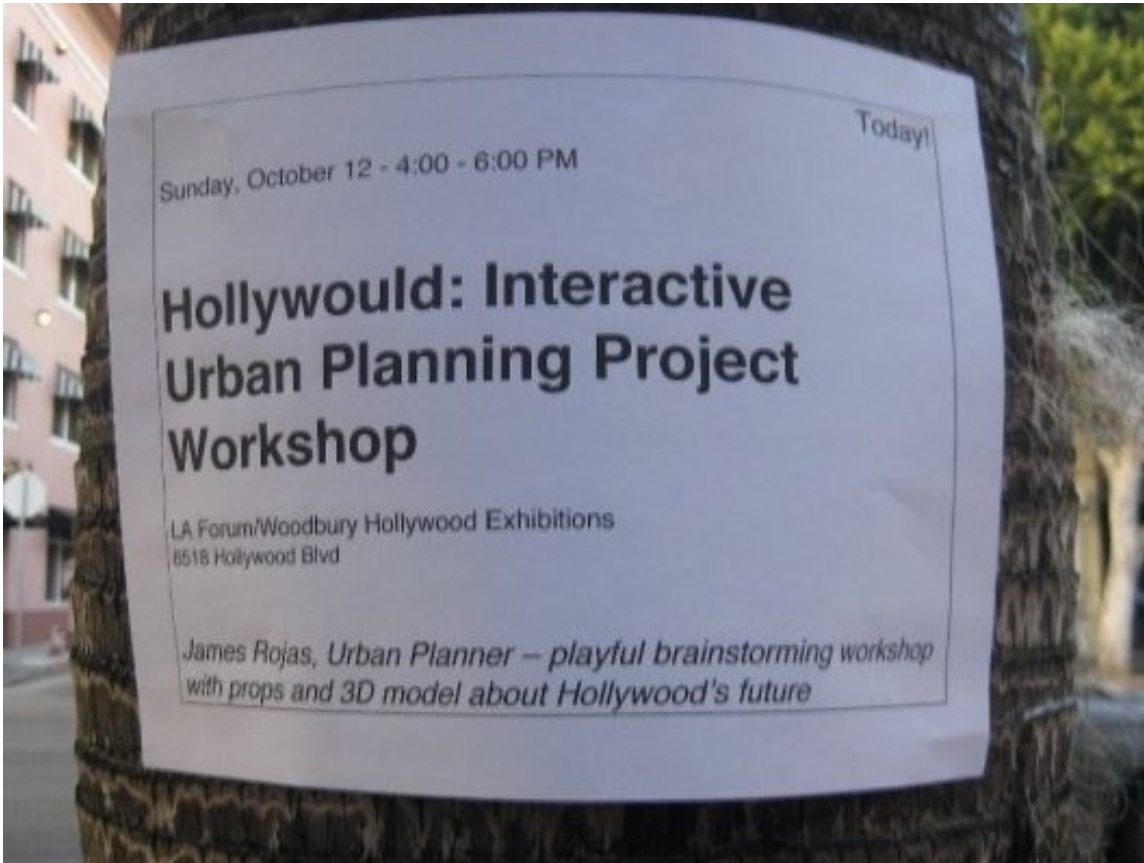 Today!
Sunday, October 12 - 4:00 - 6:00 PM
Hollywould: Interactive
Urban Planning Project
Workshop
LA Forum/Woodbury Hollywood Exhibitions
6518 Hollywood Blvd
James Rojas, Urban Planner – playful brainstorming workshop
with props and 3D model about Hollywood's future